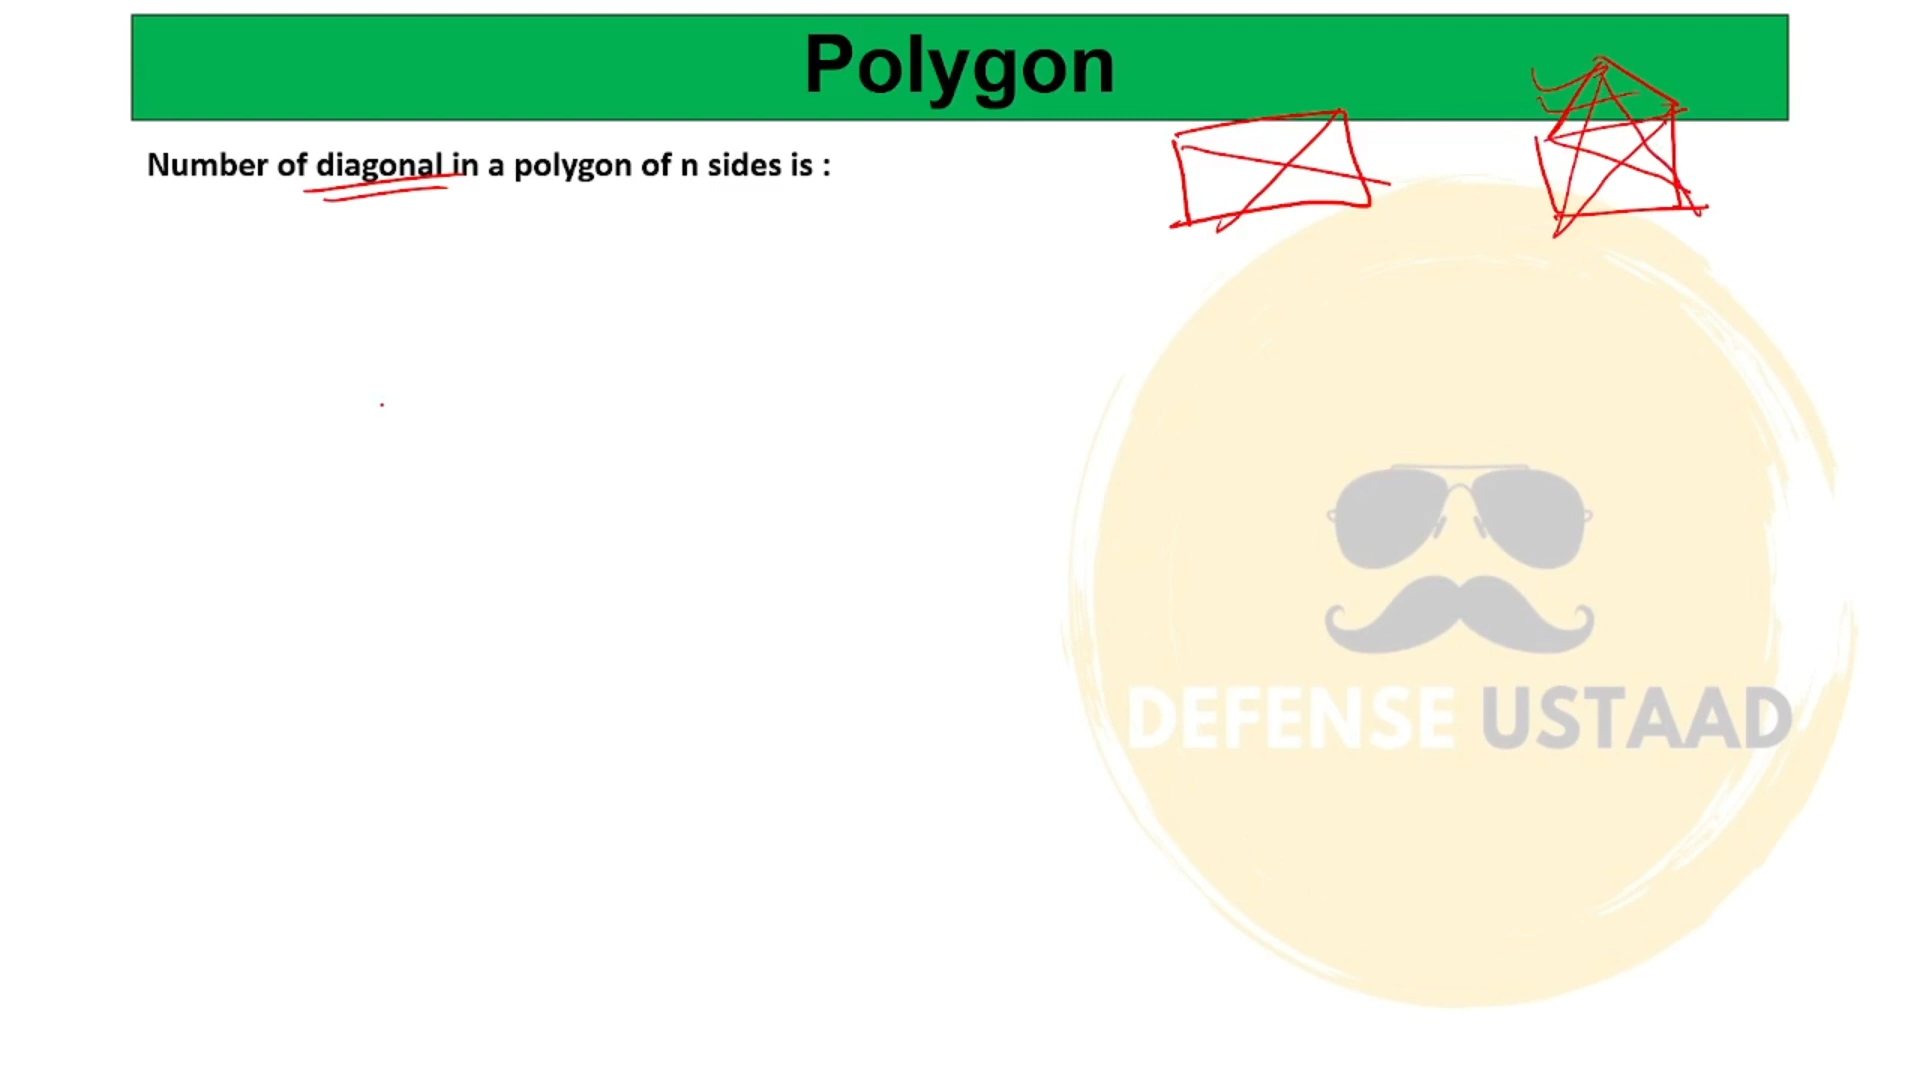 Polygon
Number of diagonal in a polygon of n sides is :
DEFENSE USTAAD